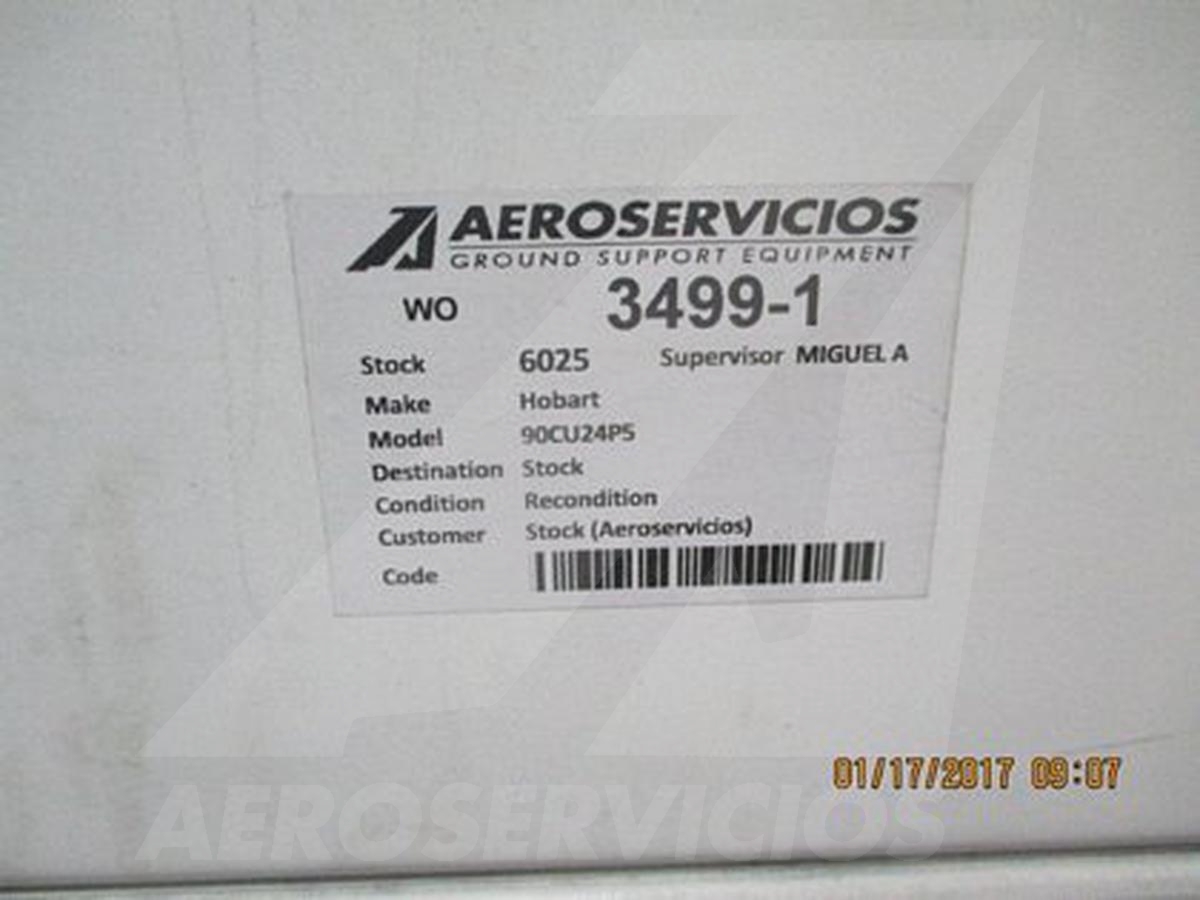 AEROSERVICIOS
GROUND SUPPORT EQUIPMENT
WO 3499-1
Stock 6025 Supervisor MIGUEL A
Make Hobart
Model 90CU24P5
Destination Stock
Condition Recondition
Customer Stock (Aeroservicios)
Code
01/17/2017 09:07
AEROSERVICIOS